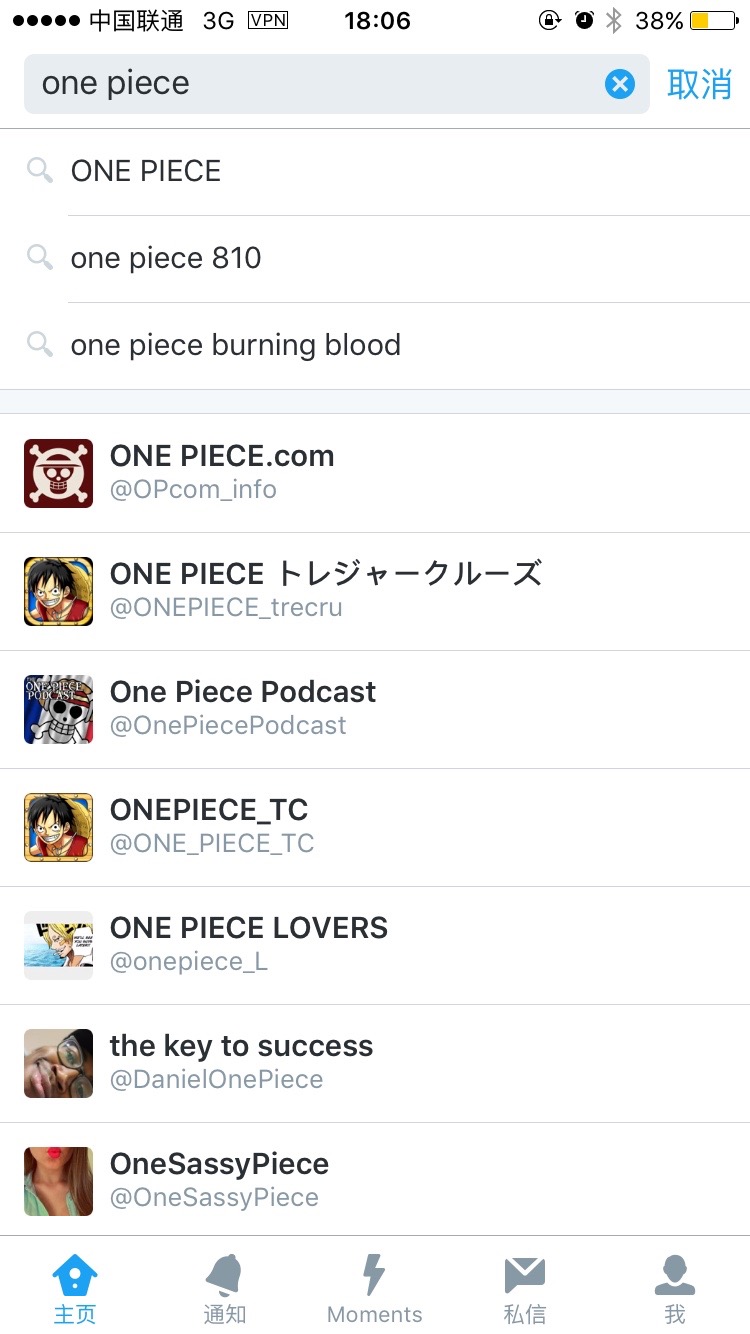 中国联通 3G VPN 18:06 38%
one piece 取消
ONE PIECE
one piece 810
one piece burning blood
ONE PIECE.com
@OPcom_info
ONE PIECE トレジャークルーズ
@ONEPIECE_trecru
ONE PIECE
PODCAST
One Piece Podcast
@OnePiecePodcast
ONEPIECE_TC
@ONE_PIECE_TC
ONE PIECE LOVERS
@onepiece_L
the key to success
@DanielOnePiece
OneSassyPiece
@OneSassyPiece
主页 通知 Moments 私信 我